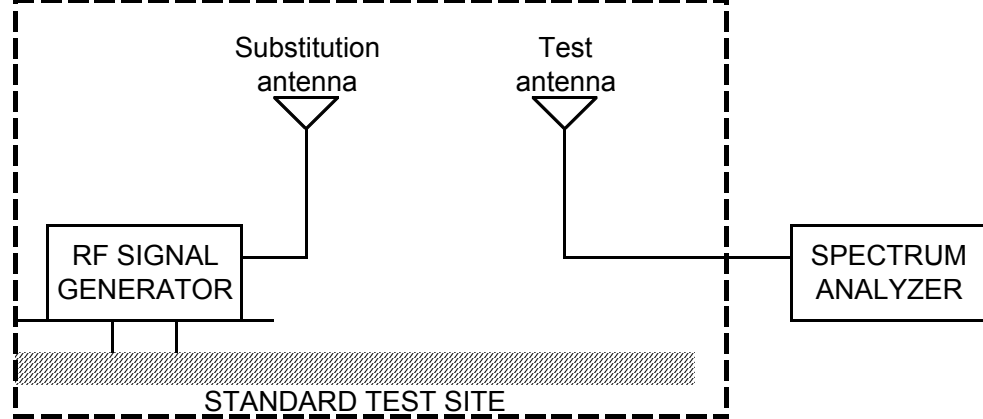 Substitution
antenna
Test
antenna
RF SIGNAL
GENERATOR
SPECTRUM
ANALYZER
STANDARD TEST SITE